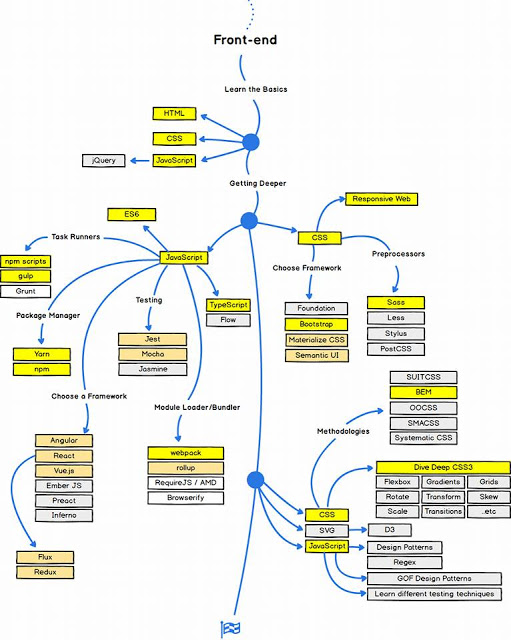 Front-end
Learn the Basics
HTML
CSS
jQuery
JavaScript
Getting Deeper
Responsive Web
ES6
CSS
Task Runners
JavaScript
Preprocessors
npm scripts
gulp
Grunt
Choose Framework
Testing
TypeScript
Flow
Package Manager
Foundation
Bootstrap
Materialize CSS
Semantic UI
Sass
Less
Stylus
PostCSS
Jest
Mocha
Jasmine
Yarn
npm
Choose a Framework
Module Loader/Bundler
SUITCSS
BEM
OOCSS
SMACSS
Systematic CSS
Methodologies
Angular
React
Vue.js
Ember JS
Preact
Inferno
webpack
rollup
RequireJS / AMD
Browserify
Dive Deep CSS3
Flexbox Gradients Grids
Rotate Transform Skew
Scale Transitions ..etc
CSS
SVG
D3
JavaScript
Design Patterns
Regex
GOF Design Patterns
Learn different testing techniques
Flux
Redux